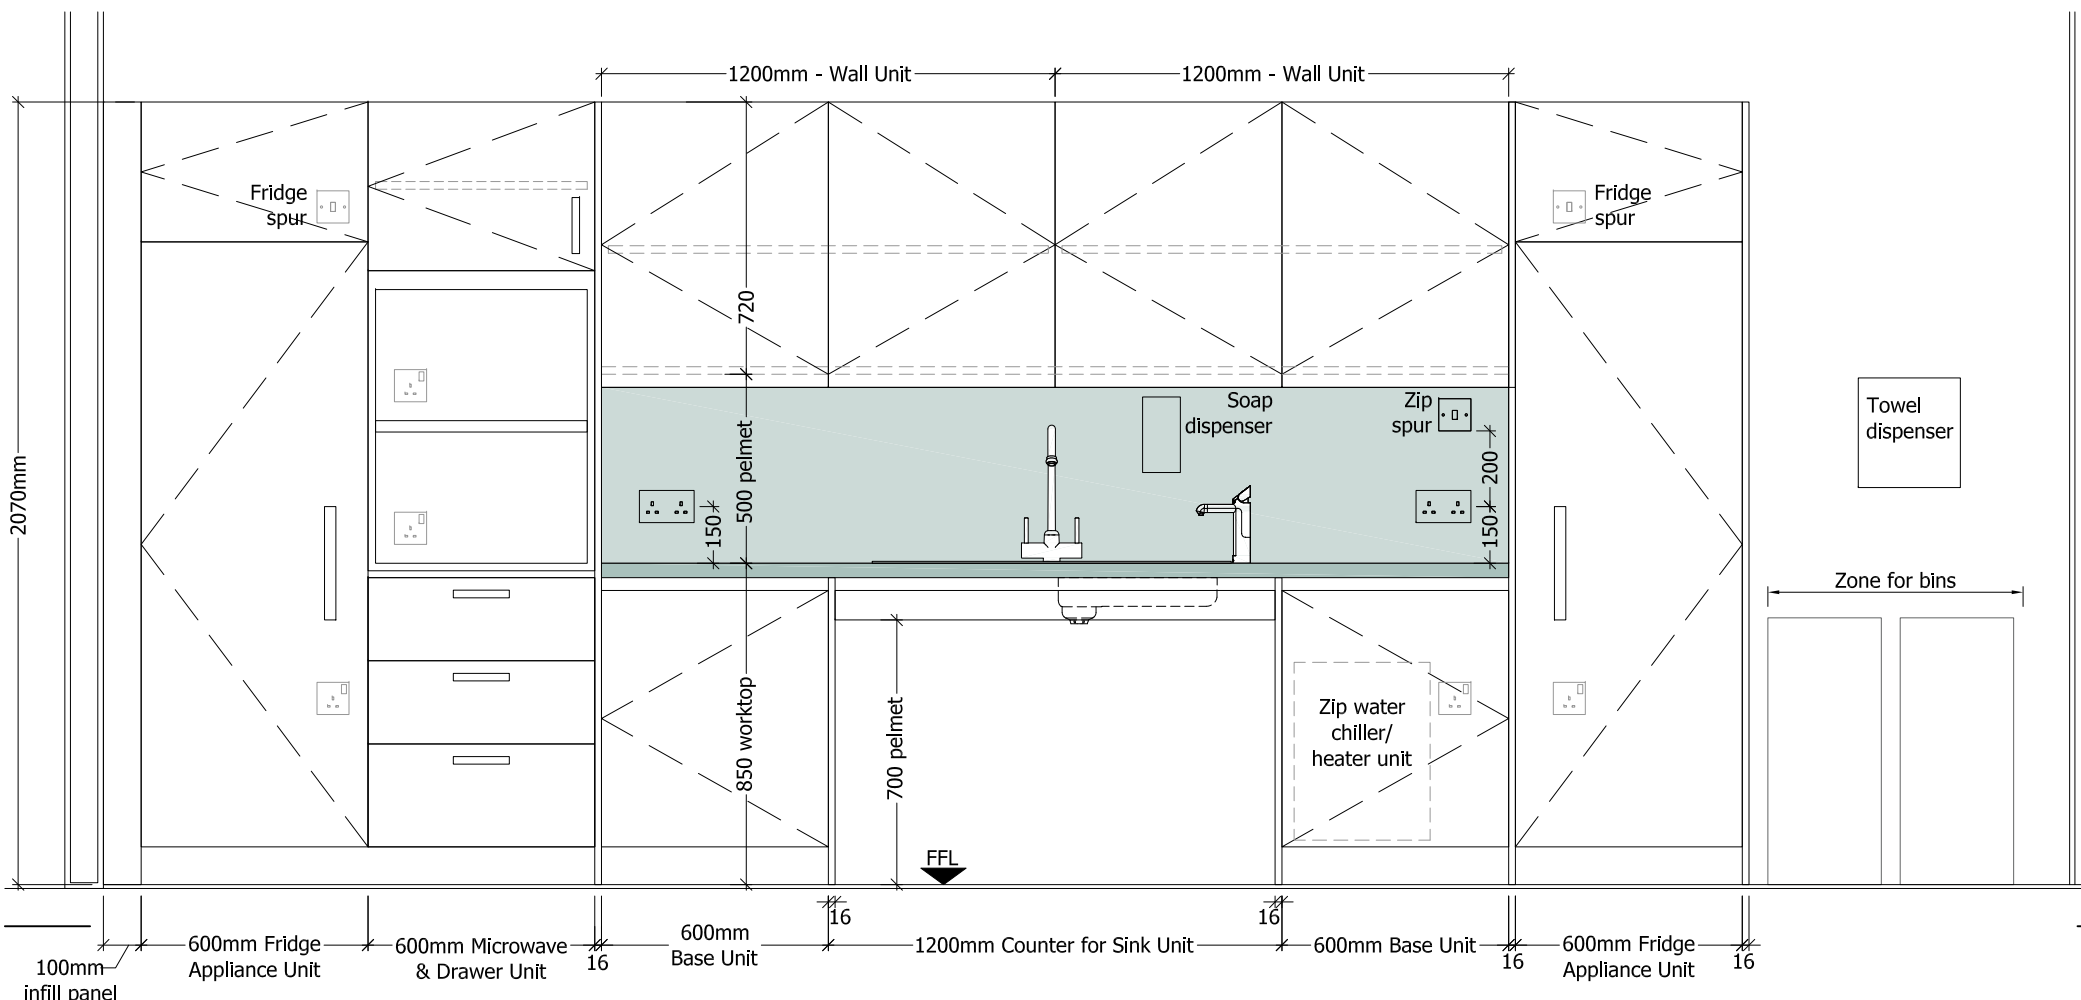 1200mm - Wall Unit
1200mm - Wall Unit
Fridge
spur
Fridge
spur
720
2070mm
500 pelmet
150
Soap
dispenser
Zip
spur
200
150
Towel
dispenser
Zone for bins
850 worktop
700 pelmet
Zip water
chiller/
heater unit
FFL
16
16
100mm
infill panel
600mm Fridge
Appliance Unit
600mm Microwave
& Drawer Unit
16
600mm
Base Unit
1200mm Counter for Sink Unit
600mm Base Unit
16
600mm Fridge
Appliance Unit
16